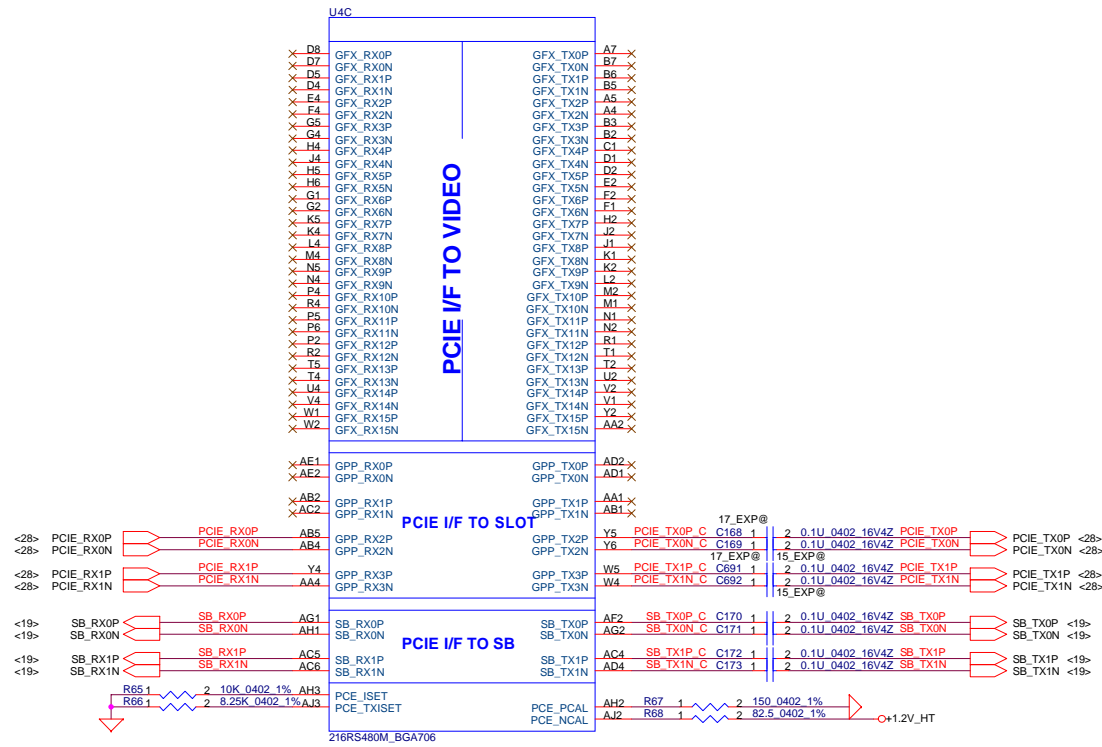 U4C
D8 GFX_RX0P GFX_TX0P A7
D7 GFX_RX0N GFX_TX0N B7
D5 GFX_RX1P GFX_TX1P B6
D4 GFX_RX1N GFX_TX1N B5
E4 GFX_RX2P GFX_TX2P A5
F4 GFX_RX2N GFX_TX2N A4
G5 GFX_RX3P GFX_TX3P B3
G4 GFX_RX3N GFX_TX3N B2
H4 GFX_RX4P GFX_TX4P C1
J4 GFX_RX4N GFX_TX4N D1
H5 GFX_RX5P GFX_TX5P D2
H6 GFX_RX5N GFX_TX5N E2
G1 GFX_RX6P GFX_TX6P F2
G2 GFX_RX6N GFX_TX6N F1
K5 GFX_RX7P GFX_TX7P H2
K4 GFX_RX7N GFX_TX7N J2
L4 GFX_RX8P GFX_TX8P J1
M4 GFX_RX8N GFX_TX8N K1
N5 GFX_RX9P GFX_TX9P K2
N4 GFX_RX9N GFX_TX9N L2
P4 GFX_RX10P GFX_TX10P M2
R4 GFX_RX10N GFX_TX10N M1
P5 GFX_RX11P GFX_TX11P N1
P6 GFX_RX11N GFX_TX11N N2
P2 GFX_RX12P GFX_TX12P R1
R2 GFX_RX12N GFX_TX12N T1
T5 GFX_RX13P GFX_TX13P T2
T4 GFX_RX13N GFX_TX13N U2
U4 GFX_RX14P GFX_TX14P V2
V4 GFX_RX14N GFX_TX14N V1
W1 GFX_RX15P GFX_TX15P Y2
W2 GFX_RX15N GFX_TX15N AA2
PCIE I/F TO VIDEO
AE1 GPP_RX0P GPP_TX0P AD2
AE2 GPP_RX0N GPP_TX0N AD1
AB2 GPP_RX1P GPP_TX1P AA1
AC2 GPP_RX1N GPP_TX1N AB1
PCIE I/F TO SLOT
17_EXP@
<28> PCIE_RX0P PCIE_RX0P AB5 GPP_RX2P GPP_TX2P Y5 PCIE_TX0P_C C168 1 2 0.1U_0402_16V4Z PCIE_TX0P PCIE_TX0P <28>
<28> PCIE_RX0N PCIE_RX0N AB4 GPP_RX2N GPP_TX2N Y6 PCIE_TX0N_C C169 1 2 0.1U_0402_16V4Z PCIE_TX0N PCIE_TX0N <28>
17_EXP@ 15_EXP@
<28> PCIE_RX1P PCIE_RX1P Y4 GPP_RX3P GPP_TX3P W5 PCIE_TX1P_C C691 1 2 0.1U_0402_16V4Z PCIE_TX1P PCIE_TX1P <28>
<28> PCIE_RX1N PCIE_RX1N AA4 GPP_RX3N GPP_TX3N W4 PCIE_TX1N_C C692 1 2 0.1U_0402_16V4Z PCIE_TX1N PCIE_TX1N <28>
15_EXP@
<19> SB_RX0P SB_RX0P AG1 SB_RX0P SB_TX0P AF2 SB_TX0P_C C170 1 2 0.1U_0402_16V4Z SB_TX0P SB_TX0P <19>
<19> SB_RX0N SB_RX0N AH1 SB_RX0N SB_TX0N AG2 SB_TX0N_C C171 1 2 0.1U_0402_16V4Z SB_TX0N SB_TX0N <19>
PCIE I/F TO SB
<19> SB_RX1P SB_RX1P AC5 SB_RX1P SB_TX1P AC4 SB_TX1P_C C172 1 2 0.1U_0402_16V4Z SB_TX1P SB_TX1P <19>
<19> SB_RX1N SB_RX1N AC6 SB_RX1N SB_TX1N AD4 SB_TX1N_C C173 1 2 0.1U_0402_16V4Z SB_TX1N SB_TX1N <19>
R65 1 2 10K_0402_1% AH3 PCE_ISET
R66 1 2 8.25K_0402_1% AJ3 PCE_TXISET
PCE_PCAL AH2 R67 1 2 150_0402_1%
PCE_NCAL AJ2 R68 1 2 82.5_0402_1% +1.2V_HT
216RS480M_BGA706